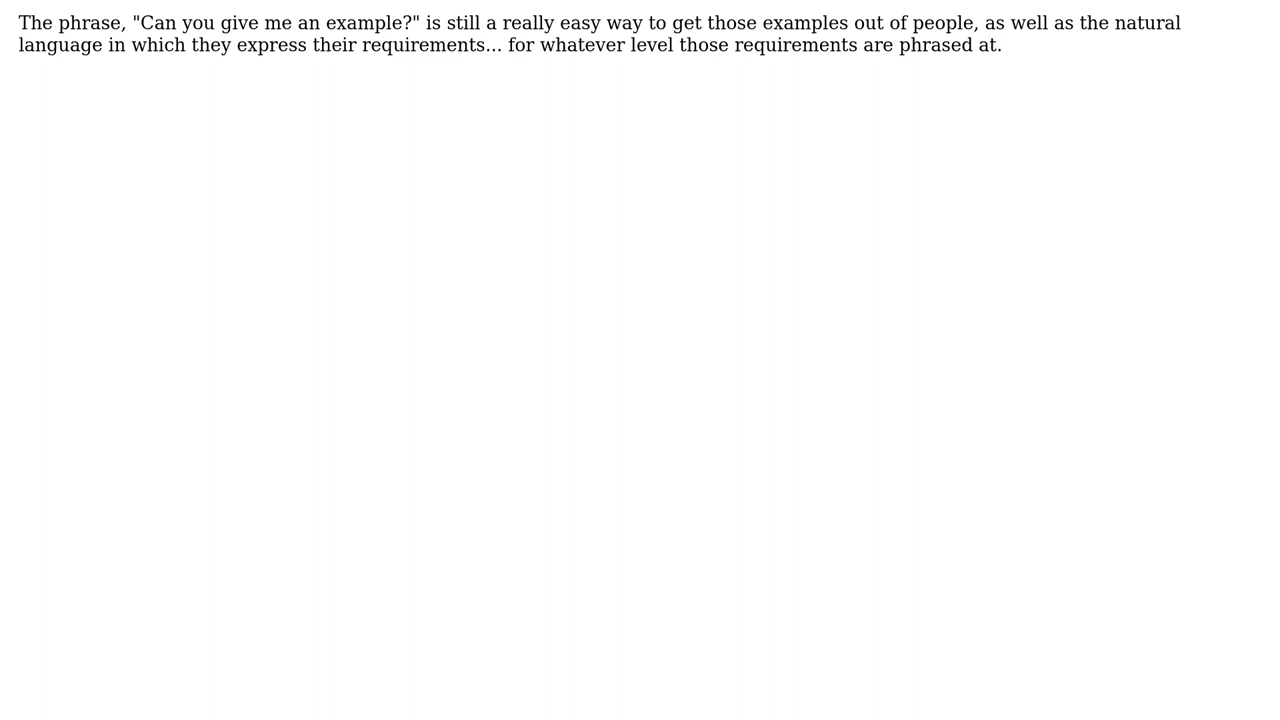 The phrase, "Can you give me an example?" is still a really easy way to get those examples out of people, as well as the natural
language in which they express their requirements... for whatever level those requirements are phrased at.